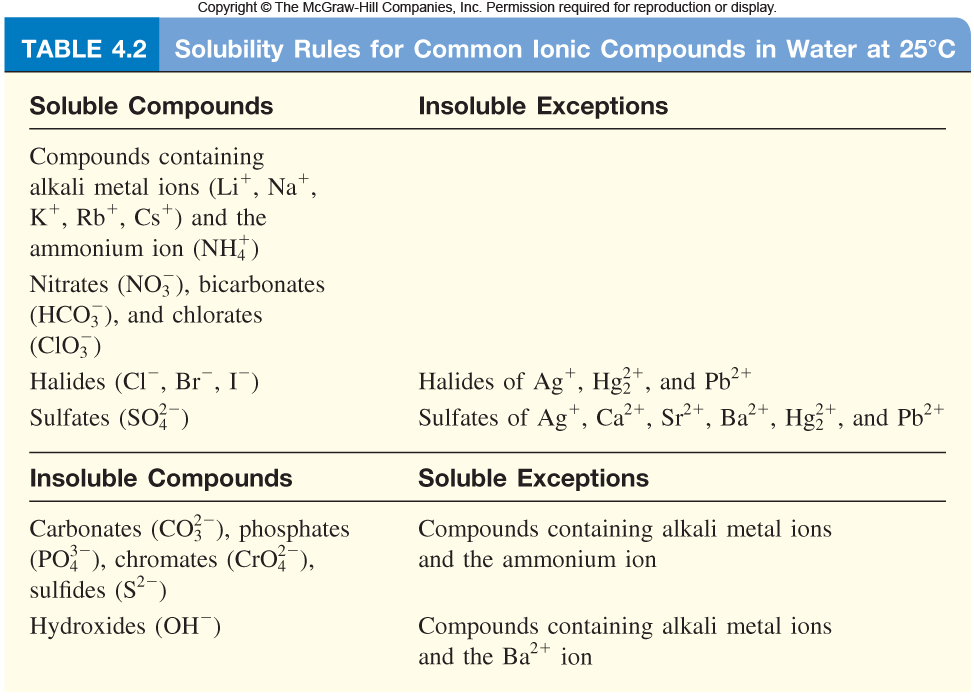 Copyright © The McGraw-Hill Companies, Inc. Permission required for reproduction or display.
TABLE 4.2 Solubility Rules for Common Ionic Compounds in Water at 25°C
Soluble Compounds Insoluble Exceptions
Compounds containing
alkali metal ions (Li⁺, Na⁺,
K⁺, Rb⁺, Cs⁺) and the
ammonium ion (NH₄⁺)
Nitrates (NO₃⁻), bicarbonates
(HCO₃⁻), and chlorates
(ClO₃⁻)
Halides (Cl⁻, Br⁻, I⁻) Halides of Ag⁺, Hg₂²⁺, and Pb²⁺
Sulfates (SO₄²⁻) Sulfates of Ag⁺, Ca²⁺, Sr²⁺, Ba²⁺, Hg₂²⁺, and Pb²⁺
Insoluble Compounds Soluble Exceptions
Carbonates (CO₃²⁻), phosphates Compounds containing alkali metal ions
(PO₄³⁻), chromates (CrO₄²⁻), and the ammonium ion
sulfides (S²⁻)
Hydroxides (OH⁻) Compounds containing alkali metal ions
and the Ba²⁺ ion